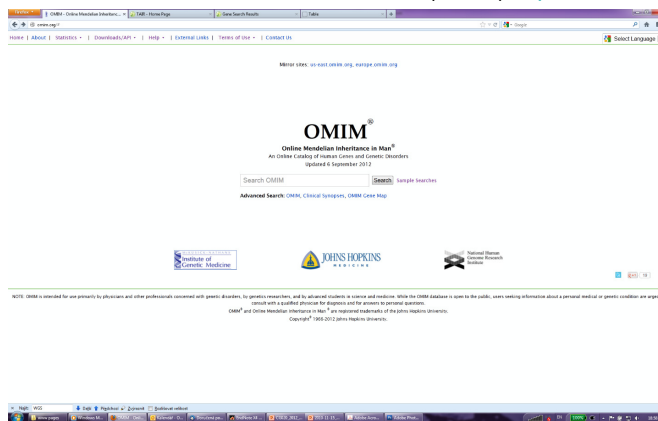 OMIM - Online Mendelian Inheritanc...
TAIR - Home Page
Gene Search Results
Table
omim.org
Google
Home | About | Statistics | Downloads/API | Help | External Links | Terms of Use | Contact Us
Select Language
Mirror sites: us-east.omim.org, europe.omim.org
OMIM®
Online Mendelian Inheritance in Man®
An Online Catalog of Human Genes and Genetic Disorders
Updated 6 September 2012
Search OMIM Search Sample Searches
Advanced Search: OMIM, Clinical Synopses, OMIM Gene Map
Institute of
Genetic Medicine
JOHNS HOPKINS
MEDICINE
National Human
Genome Research
Institute
NOTE: OMIM is intended for use primarily by physicians and other professionals concerned with genetic disorders, by genetics researchers, and by advanced students in science and medicine. While the OMIM database is open to the public, users seeking information about a personal medical or genetic condition are urge
consult with a qualified physician for diagnosis and for answers to personal questions.
OMIM® and Online Mendelian Inheritance in Man® are registered trademarks of the Johns Hopkins University.
Copyright® 1966-2012 Johns Hopkins University.
Najít: WGS Další Předchozí Zvýraznit Rozlišovat velikost
EN 100%